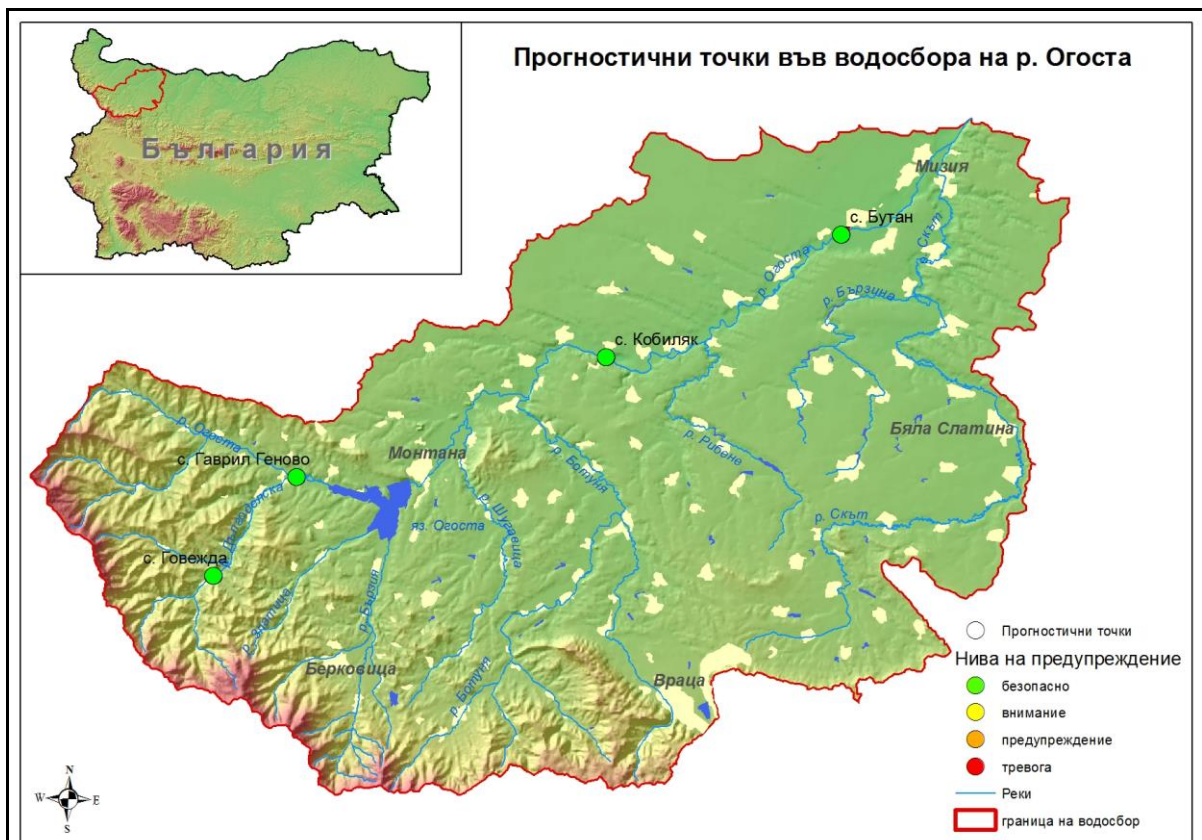 Прогностични точки във водосбора на р. Огоста
България
Мизия
с. Бутан
р. Скът
р. Огоста
р. Бързина
с. Кобиляк
Бяла Слатина
р. Огоста
Монтана
р. Ботуня
р. Рибене
с. Гаврил Геново
р. Шугавица
яз. Огоста
р. Скът
с. Говежда
р. Златица
р. Бързия
Берковица
Враца
р. Ботуня
Прогностични точки
Нива на предупреждение
безопасно
внимание
предупреждение
тревога
Реки
граница на водосбор
N
W E
S